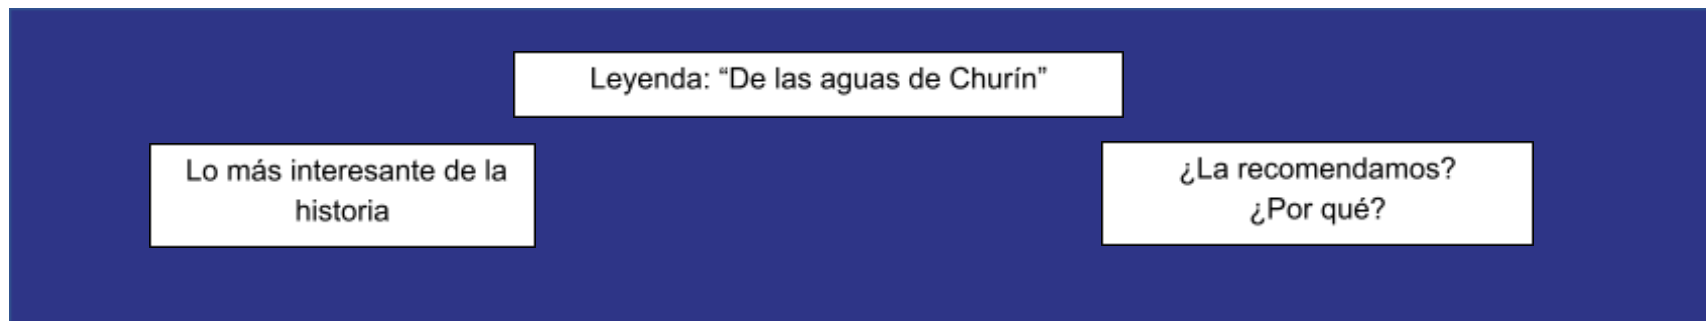 Leyenda: “De las aguas de Churín”
Lo más interesante de la
historia
¿La recomendamos?
¿Por qué?